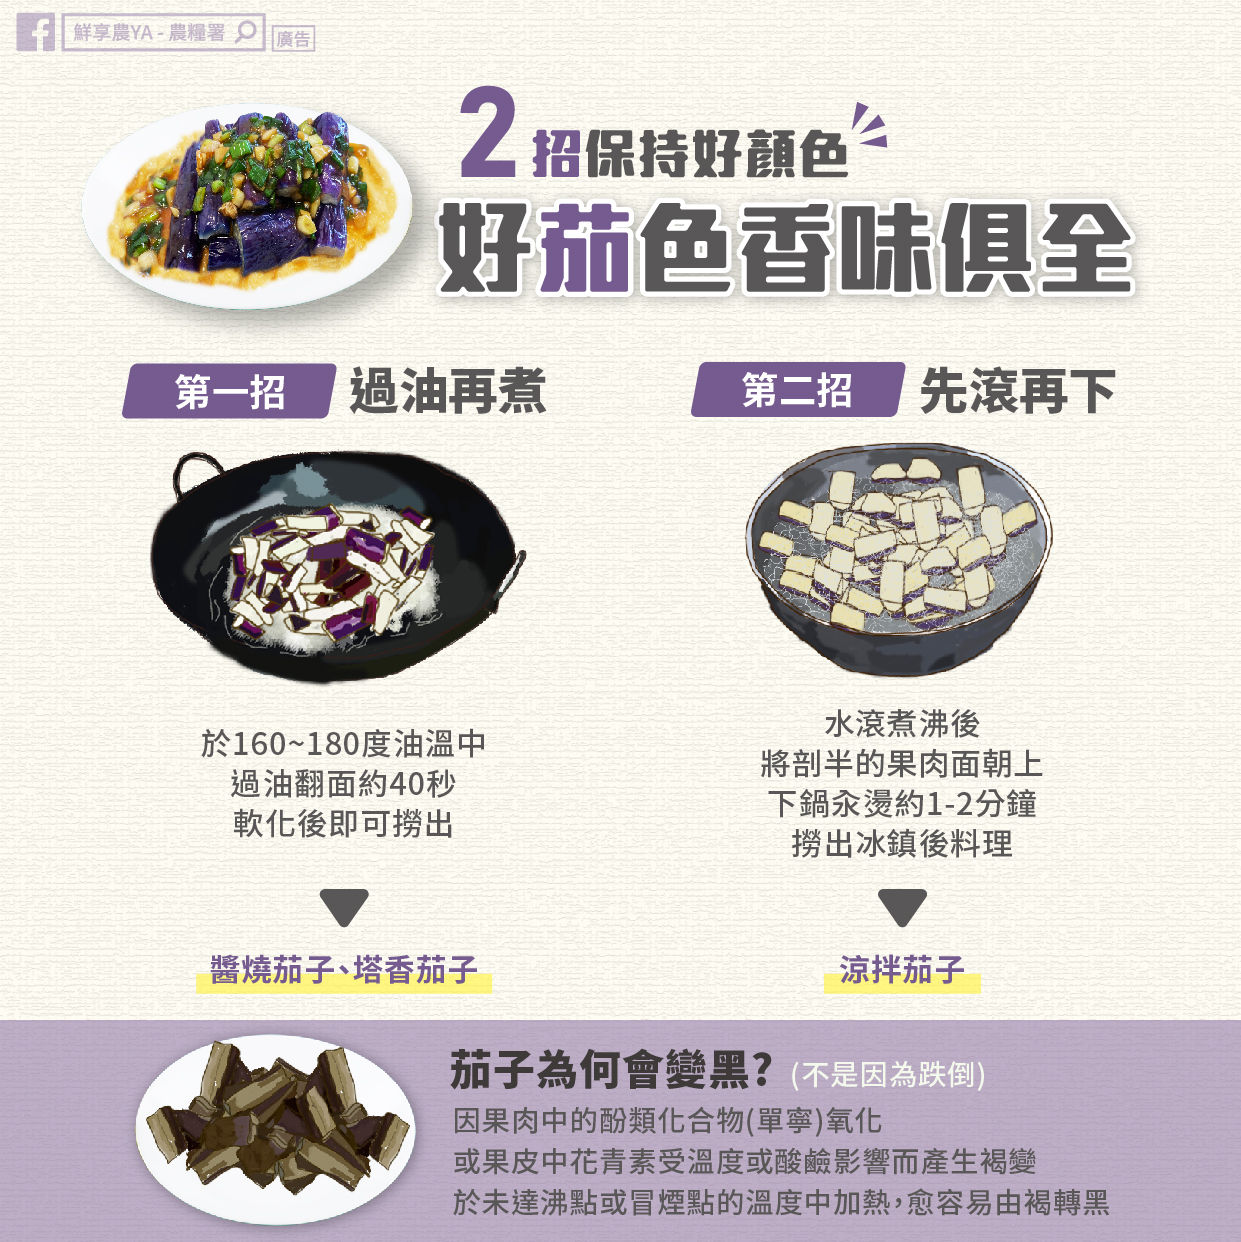 鮮享農YA - 農糧署
廣告
2招保持好顏色
好茄色香味俱全
第一招 過油再煮
於160~180度油溫中
過油翻面約40秒
軟化後即可撈出
醬燒茄子、塔香茄子
第二招 先滾再下
水滾煮沸後
將剖半的果肉面朝上
下鍋汆燙約1-2分鐘
撈出冰鎮後料理
涼拌茄子
茄子為何會變黑? (不是因為跌倒)
因果肉中的酚類化合物(單寧)氧化
或果皮中花青素受溫度或酸鹼影響而產生褐變
於未達沸點或冒煙點的溫度中加熱，愈容易由褐轉黑